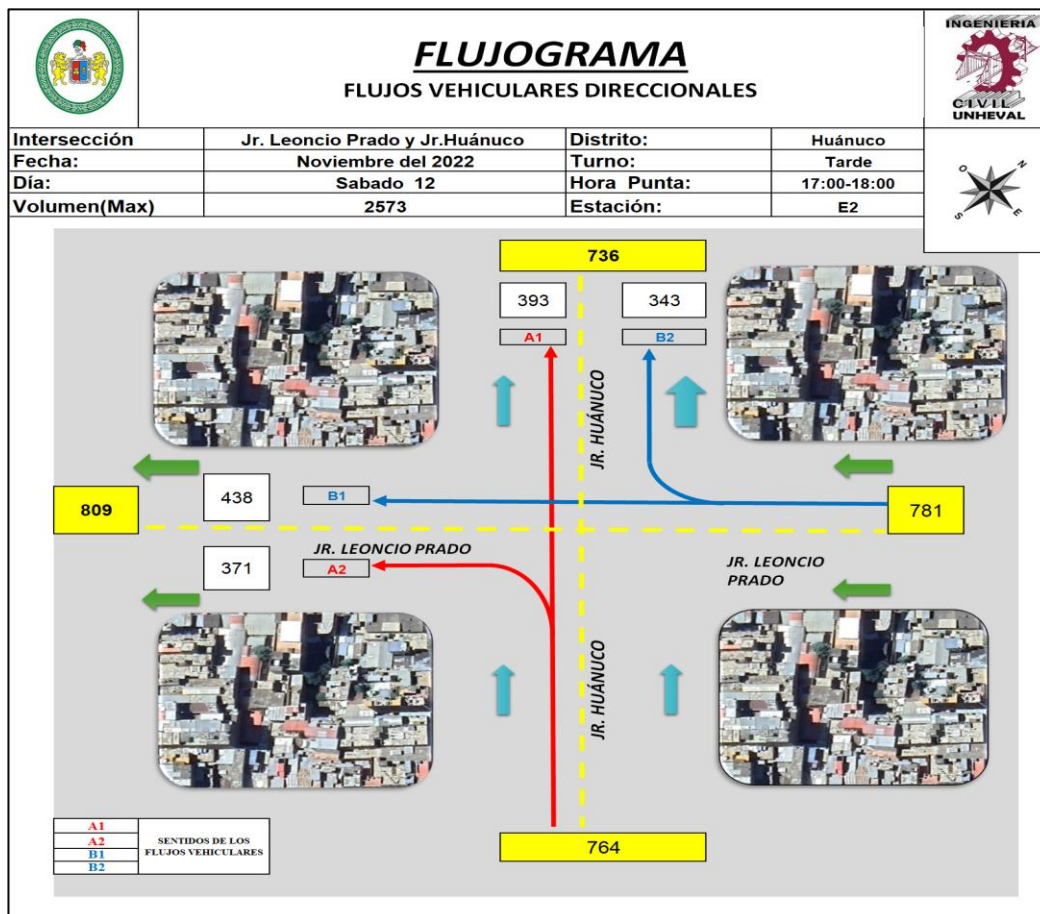 FLUJOGRAMA
FLUJOS VEHICULARES DIRECCIONALES
INGENIERIA
CIVIL
UNHEVAL
Intersección Jr. Leoncio Prado y Jr.Huánuco Distrito: Huánuco
Fecha: Noviembre del 2022 Turno: Tarde
Día: Sabado 12 Hora Punta: 17:00-18:00
Volumen(Max) 2573 Estación: E2
O N
S E
736
393 343
A1 B2
JR. HUÁNUCO
809 438 B1 781
JR. LEONCIO PRADO
371 A2
JR. LEONCIO
PRADO
JR. HUÁNUCO
764
A1
A2
B1
B2
SENTIDOS DE LOS
FLUJOS VEHICULARES